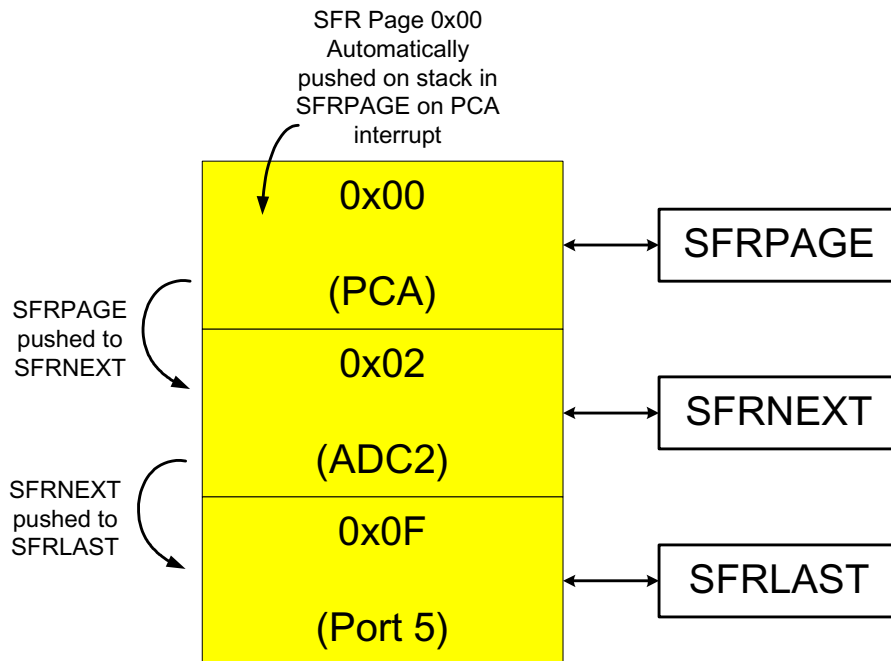 SFR Page 0x00
Automatically
pushed on stack in
SFRPAGE on PCA
interrupt
0x00
(PCA)
SFRPAGE
SFRPAGE
pushed to
SFRNEXT
0x02
(ADC2)
SFRNEXT
SFRNEXT
pushed to
SFRLAST
0x0F
(Port 5)
SFRLAST